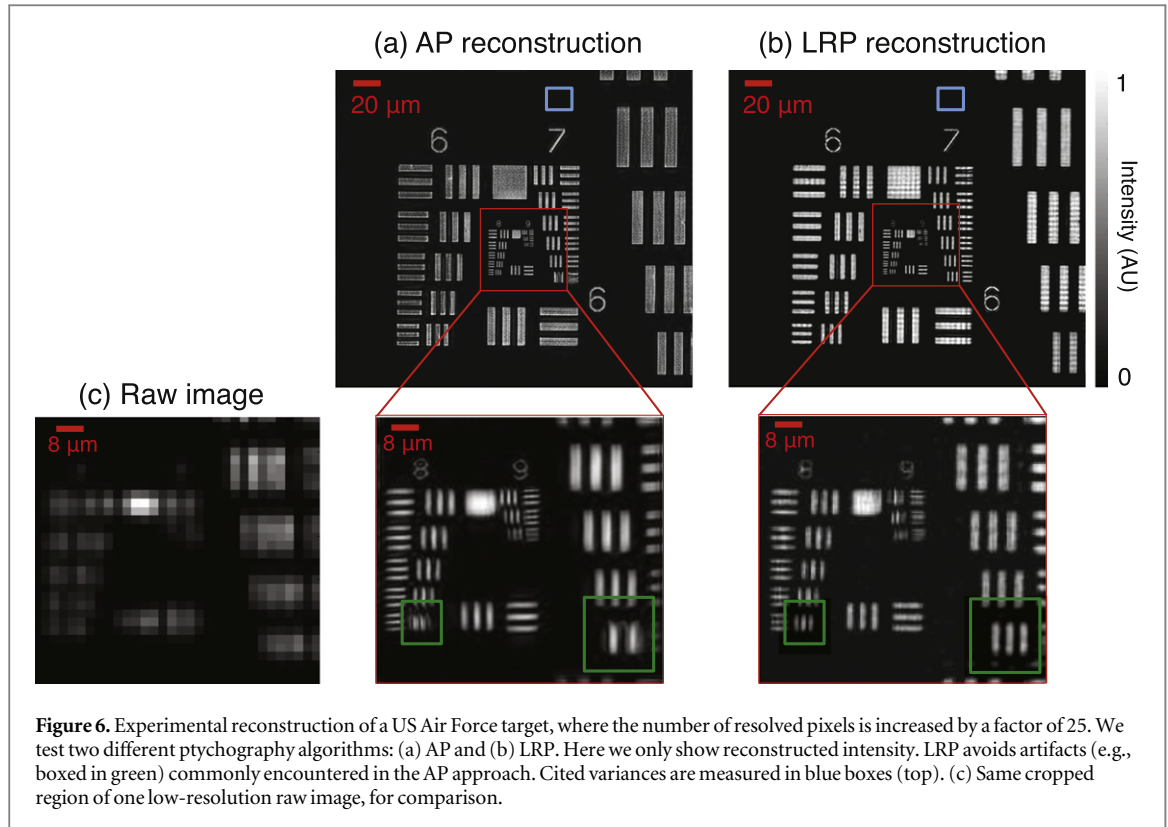 (a) AP reconstruction
(b) LRP reconstruction
20 μm
20 μm
1
6
7
6
7
Intensity (AU)
6
6
0
(c) Raw image
8 μm
8 μm
8 μm
8
9
8
9
Figure 6. Experimental reconstruction of a US Air Force target, where the number of resolved pixels is increased by a factor of 25. We
test two different ptychography algorithms: (a) AP and (b) LRP. Here we only show reconstructed intensity. LRP avoids artifacts (e.g.,
boxed in green) commonly encountered in the AP approach. Cited variances are measured in blue boxes (top). (c) Same cropped
region of one low-resolution raw image, for comparison.